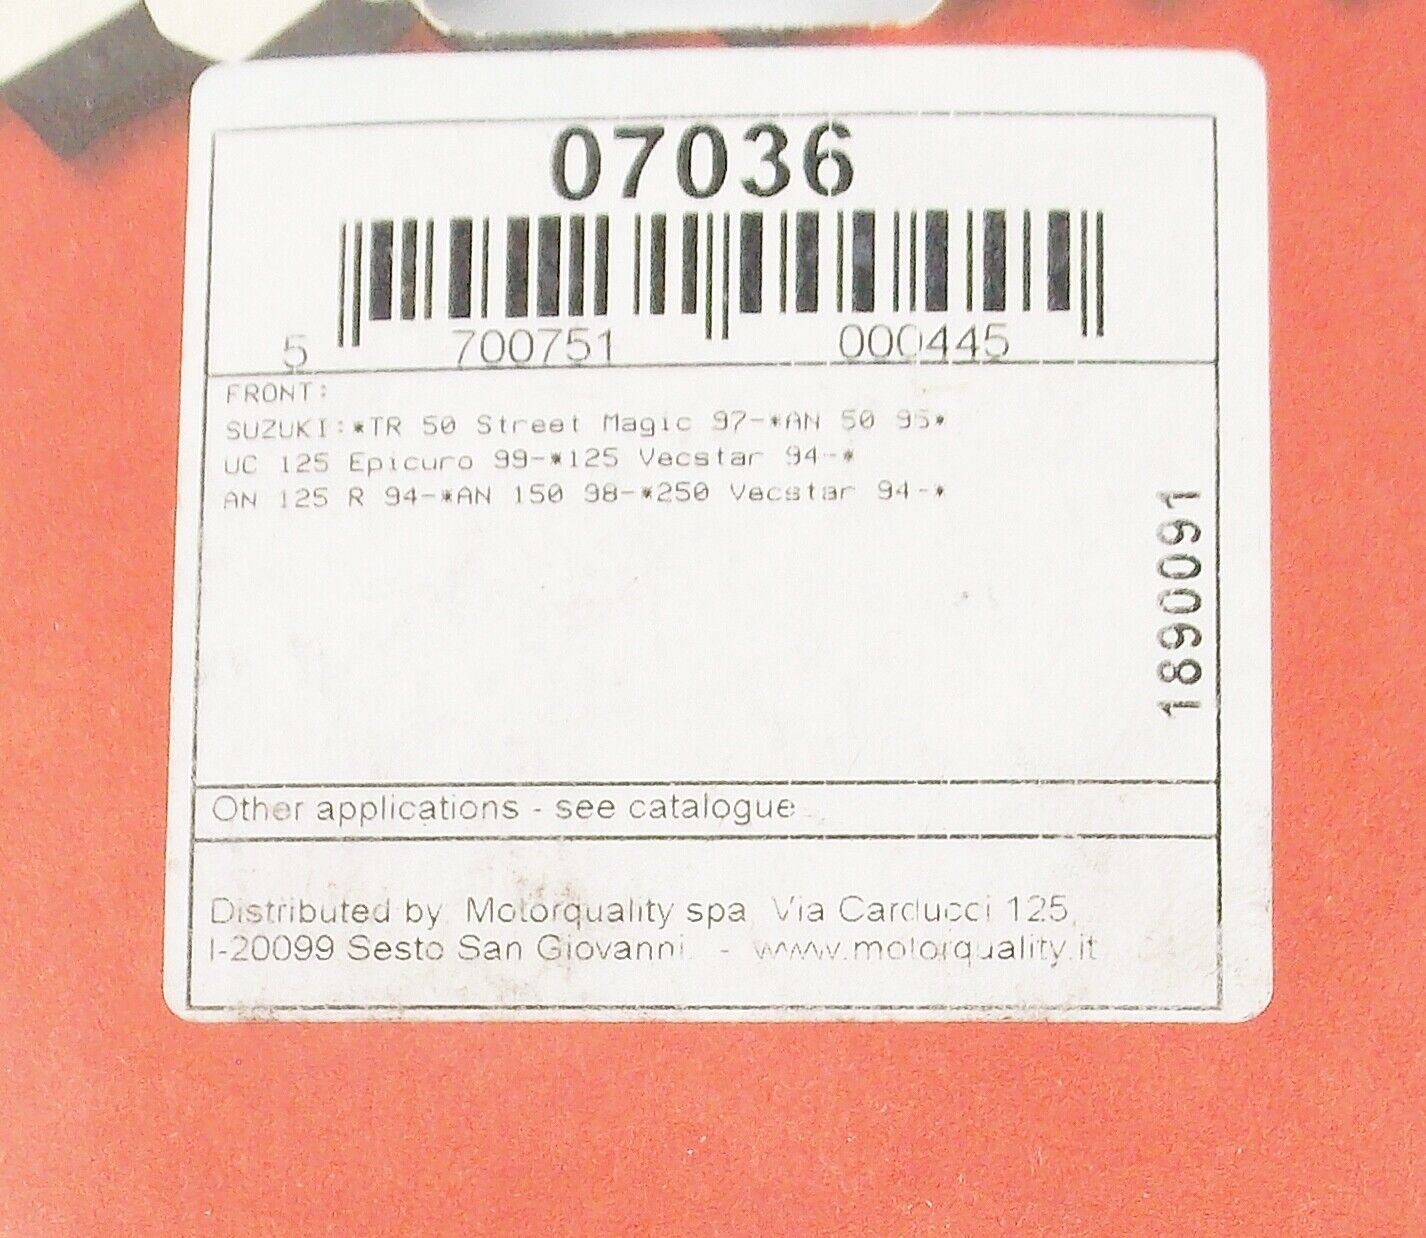 07036
5 700751 000445
FRONT:
SUZUKI:*TR 50 Street Magic 97-*AN 50 95*
UC 125 Epicuro 99-*125 Vecstar 94-*
AN 125 R 94-*AN 150 98-*250 Vecstar 94-*
1890091
Other applications - see catalogue
Distributed by Motorquality spa Via Carducci 125,
I-20099 Sesto San Giovanni. - www.motorquality.it